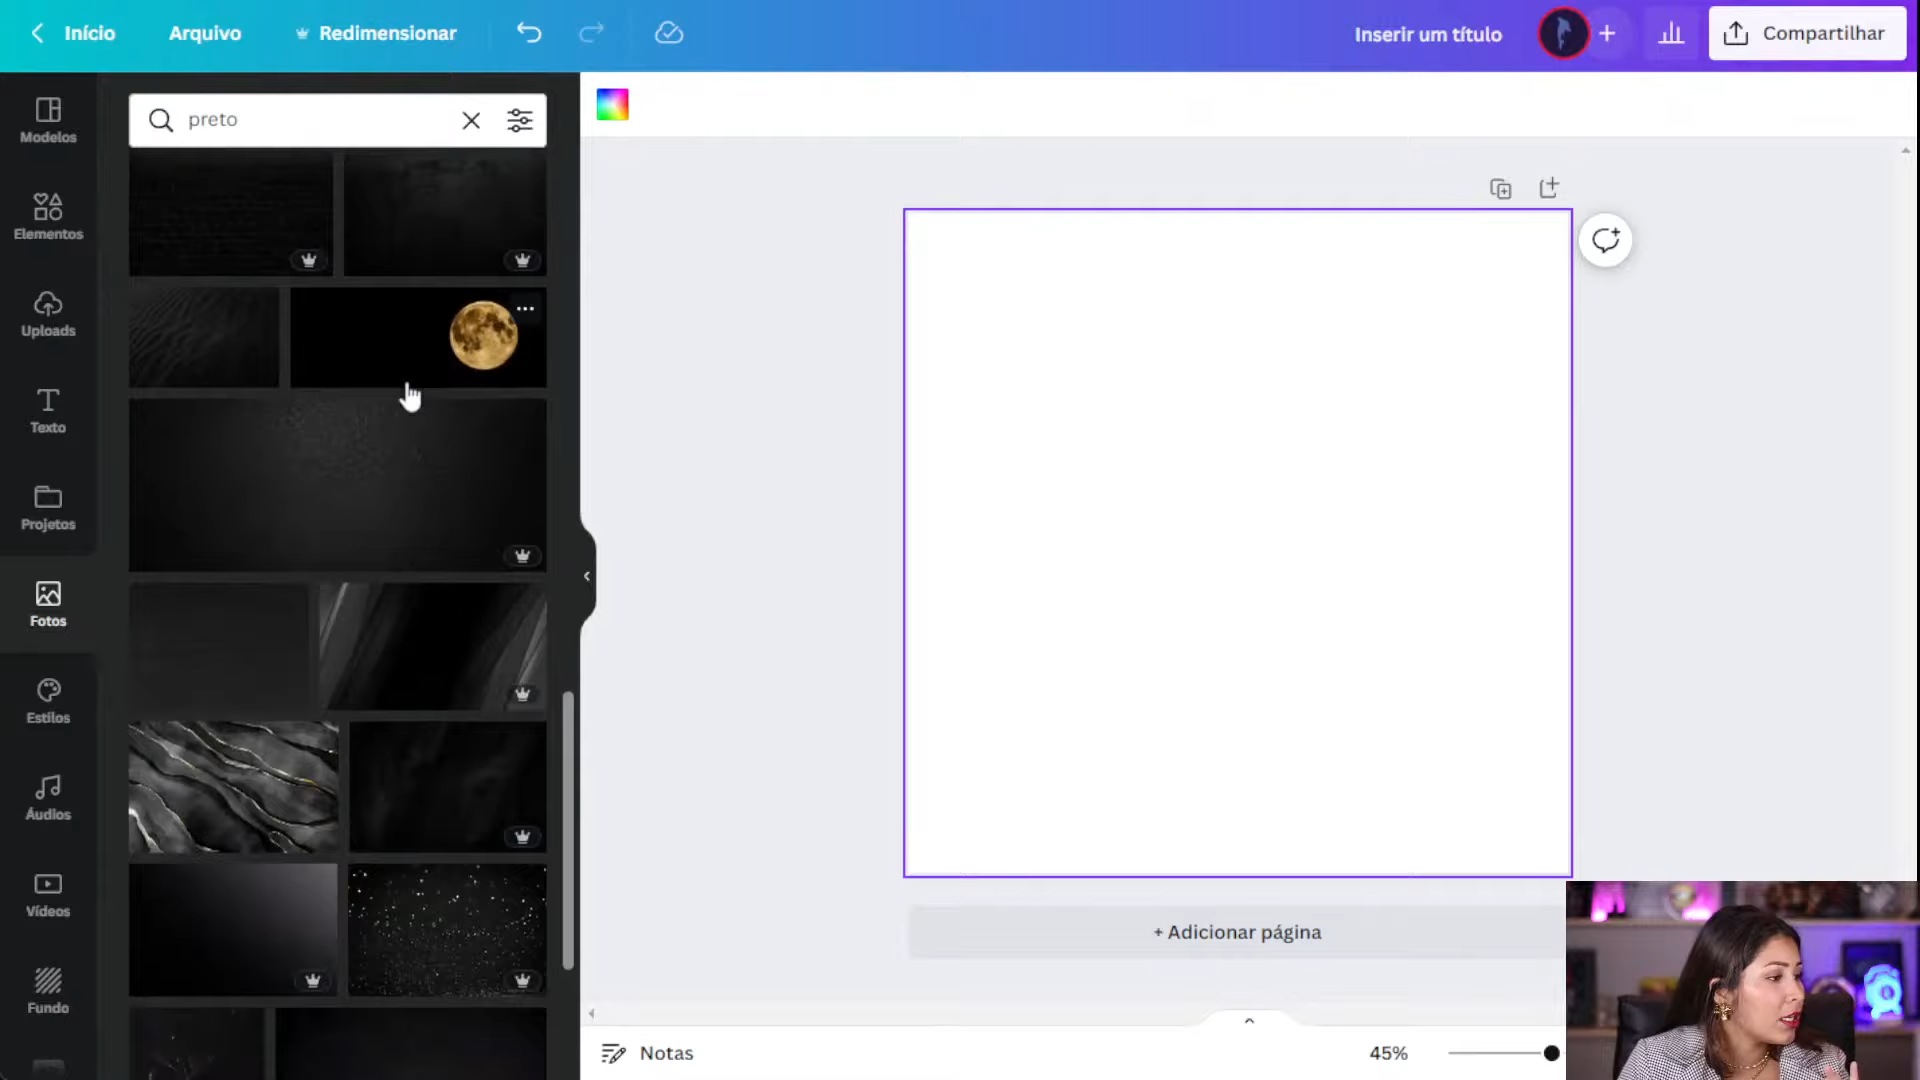 Início
Arquivo
Redimensionar
Inserir um título
Compartilhar
Modelos
Elementos
Uploads
Texto
Projetos
Fotos
Estilos
Áudios
Vídeos
Fundo
preto
+ Adicionar página
Notas
45%